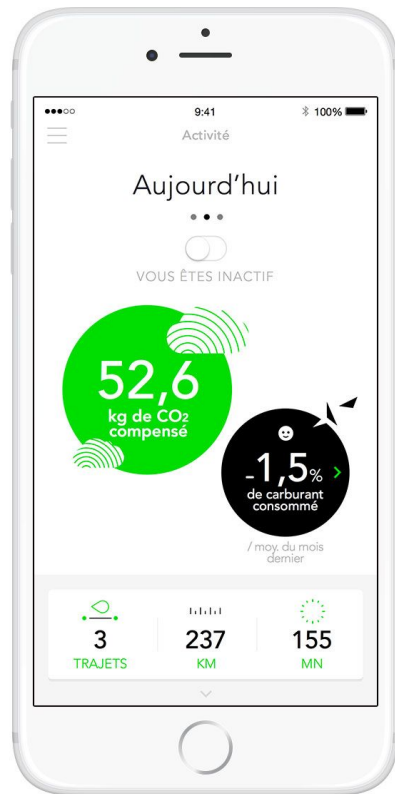 9:41
100%
Activité
Aujourd’hui
VOUS ÊTES INACTIF
52,6
kg de CO2
compensé
-1,5%
de carburant
consommé
/ moy. du mois
dernier
3 237 155
TRAJETS KM MN